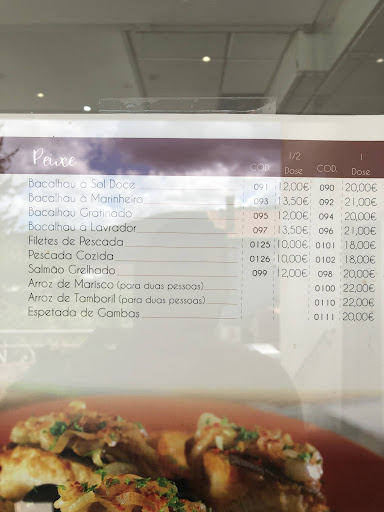 Peixe
COD. 1/2 Dose COD. 1 Dose
Bacalhau à Sol Doce 091 12,00€ 090 20,00€
Bacalhau à Marinheiro 093 13,50€ 092 21,00€
Bacalhau Gratinado 095 12,00€ 094 20,00€
Bacalhau à Lavrador 097 13,50€ 096 21,00€
Filetes de Pescada 0125 10,00€ 0101 18,00€
Pescada Cozida 0126 10,00€ 0102 18,00€
Salmão Grelhado 099 12,00€ 098 20,00€
Arroz de Marisco (para duas pessoas) 0100 22,00€
Arroz de Tamboril (para duas pessoas) 0110 22,00€
Espetada de Gambas 0111 20,00€